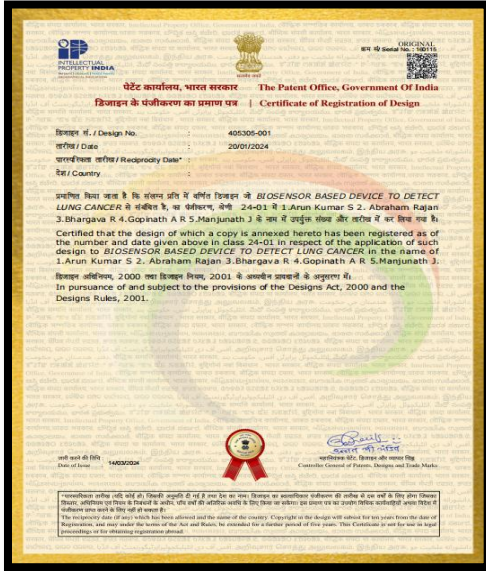 ORIGINAL
क्रम सं/ Serial No. : 160115
INTELLECTUAL
PROPERTY INDIA
पेटेंट कार्यालय, भारत सरकार
The Patent Office, Government Of India
डिजाइन के पंजीकरण का प्रमाण पत्र | Certificate of Registration of Design
डिजाइन सं. / Design No. : 405305-001
तारीख / Date : 20/01/2024
पारस्परिकता तारीख / Reciprocity Date* :
देश / Country :
प्रमाणित किया जाता है कि संलग्न प्रति में वर्णित डिजाइन जो BIOSENSOR BASED DEVICE TO DETECT
LUNG CANCER से संबंधित है, का पंजीकरण, श्रेणी 24-01 में 1.Arun Kumar S 2. Abraham Rajan
3.Bhargava R 4.Gopinath A R 5.Manjunath J के नाम में उपर्युक्त संख्या और तारीख में कर लिया गया है।
Certified that the design of which a copy is annexed hereto has been registered as of
the number and date given above in class 24-01 in respect of the application of such
design to BIOSENSOR BASED DEVICE TO DETECT LUNG CANCER in the name of
1.Arun Kumar S 2. Abraham Rajan 3.Bhargava R 4.Gopinath A R 5.Manjunath J.
डिजाइन अधिनियम, 2000 तथा डिजाइन नियम, 2001 के अध्यधीन प्रावधानों के अनुसरण में।
In pursuance of and subject to the provisions of the Designs Act, 2000 and the
Designs Rules, 2001.
जारी करने की तिथि
Date of Issue : 14/03/2024
महानियंत्रक पेटेंट, डिजाइन और व्यापार चिह्न
Controller General of Patents, Designs and Trade Marks
The reciprocity date (if any) which has been allowed and the name of the country. Copyright in the design will subsist for ten years from the date of
Registration, and may under the terms of the Act and Rules, be extended for a further period of five years. This Certificate is not for use in legal
proceedings or for obtaining registration abroad.